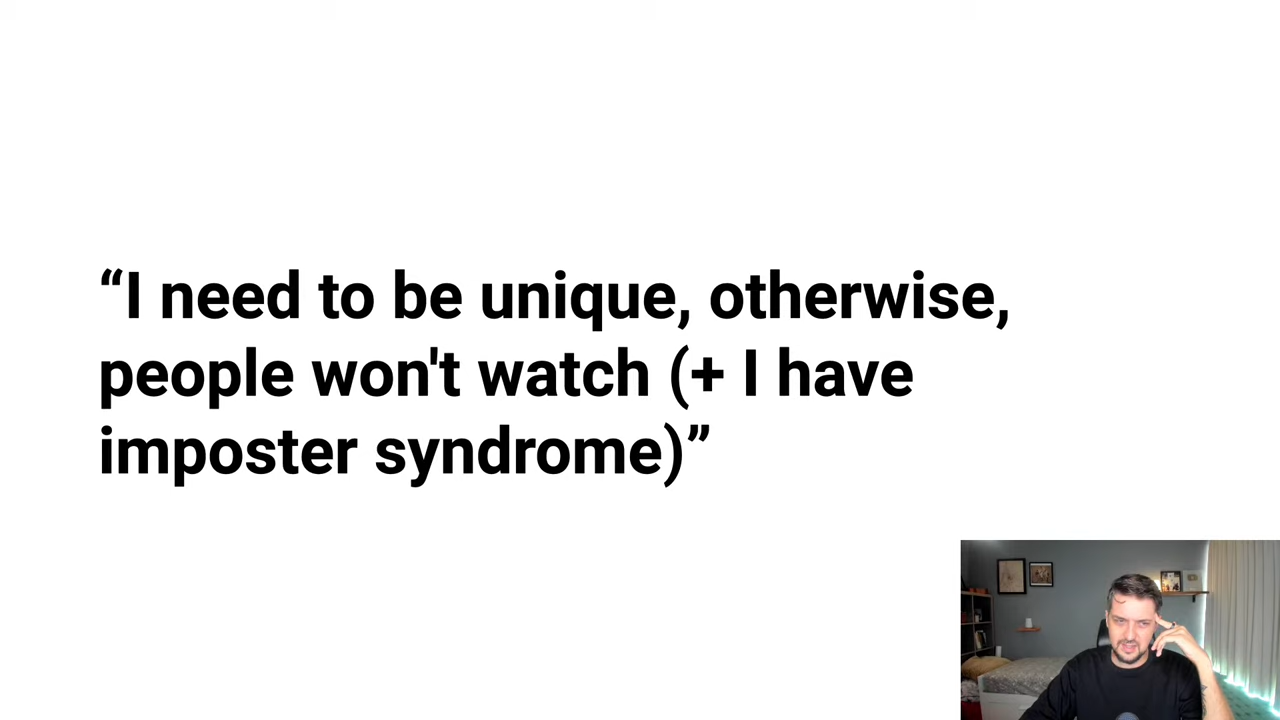 “I need to be unique, otherwise,
people won't watch (+ I have
imposter syndrome)”